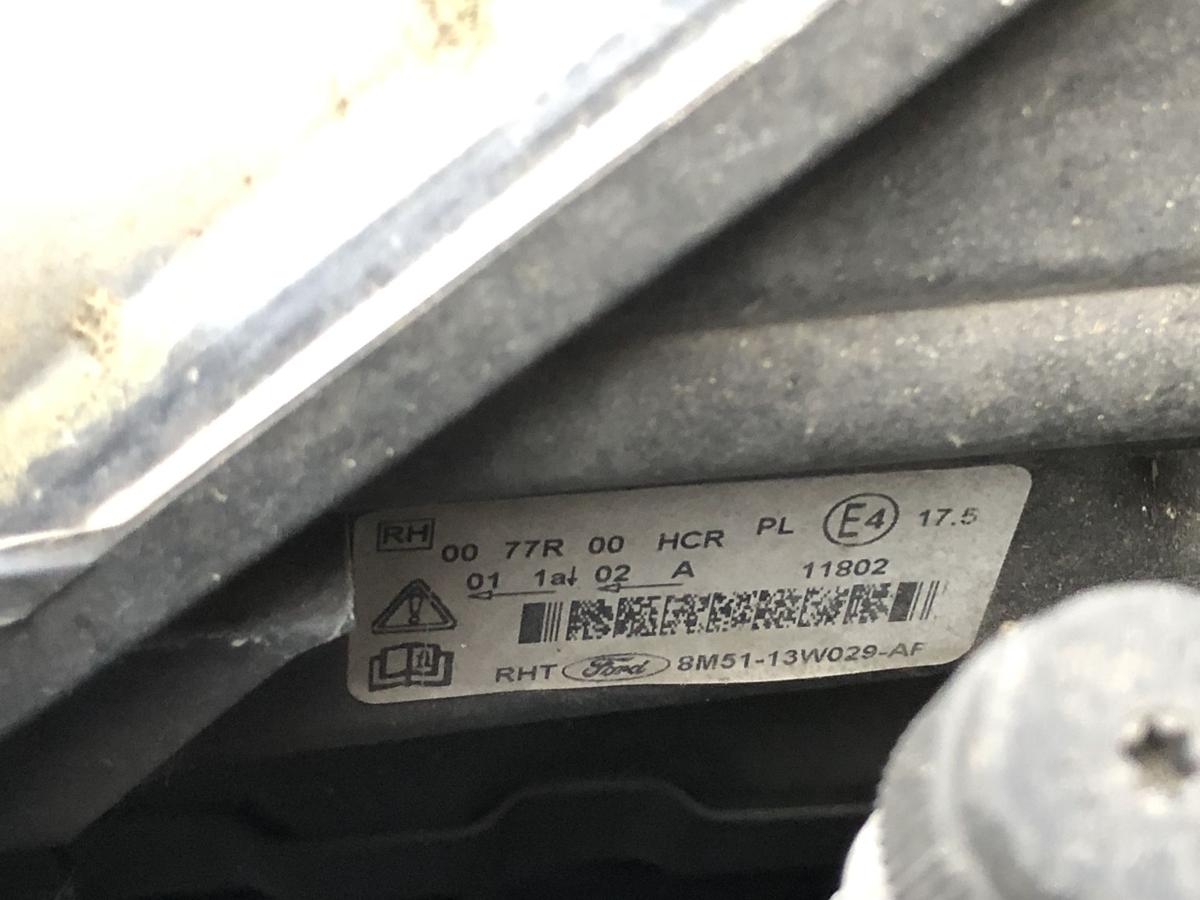 RH 00 77R 00 HCR PL E4 17.5
01 1a 02 A 11802
RHT Ford 8M51-13W029-AF